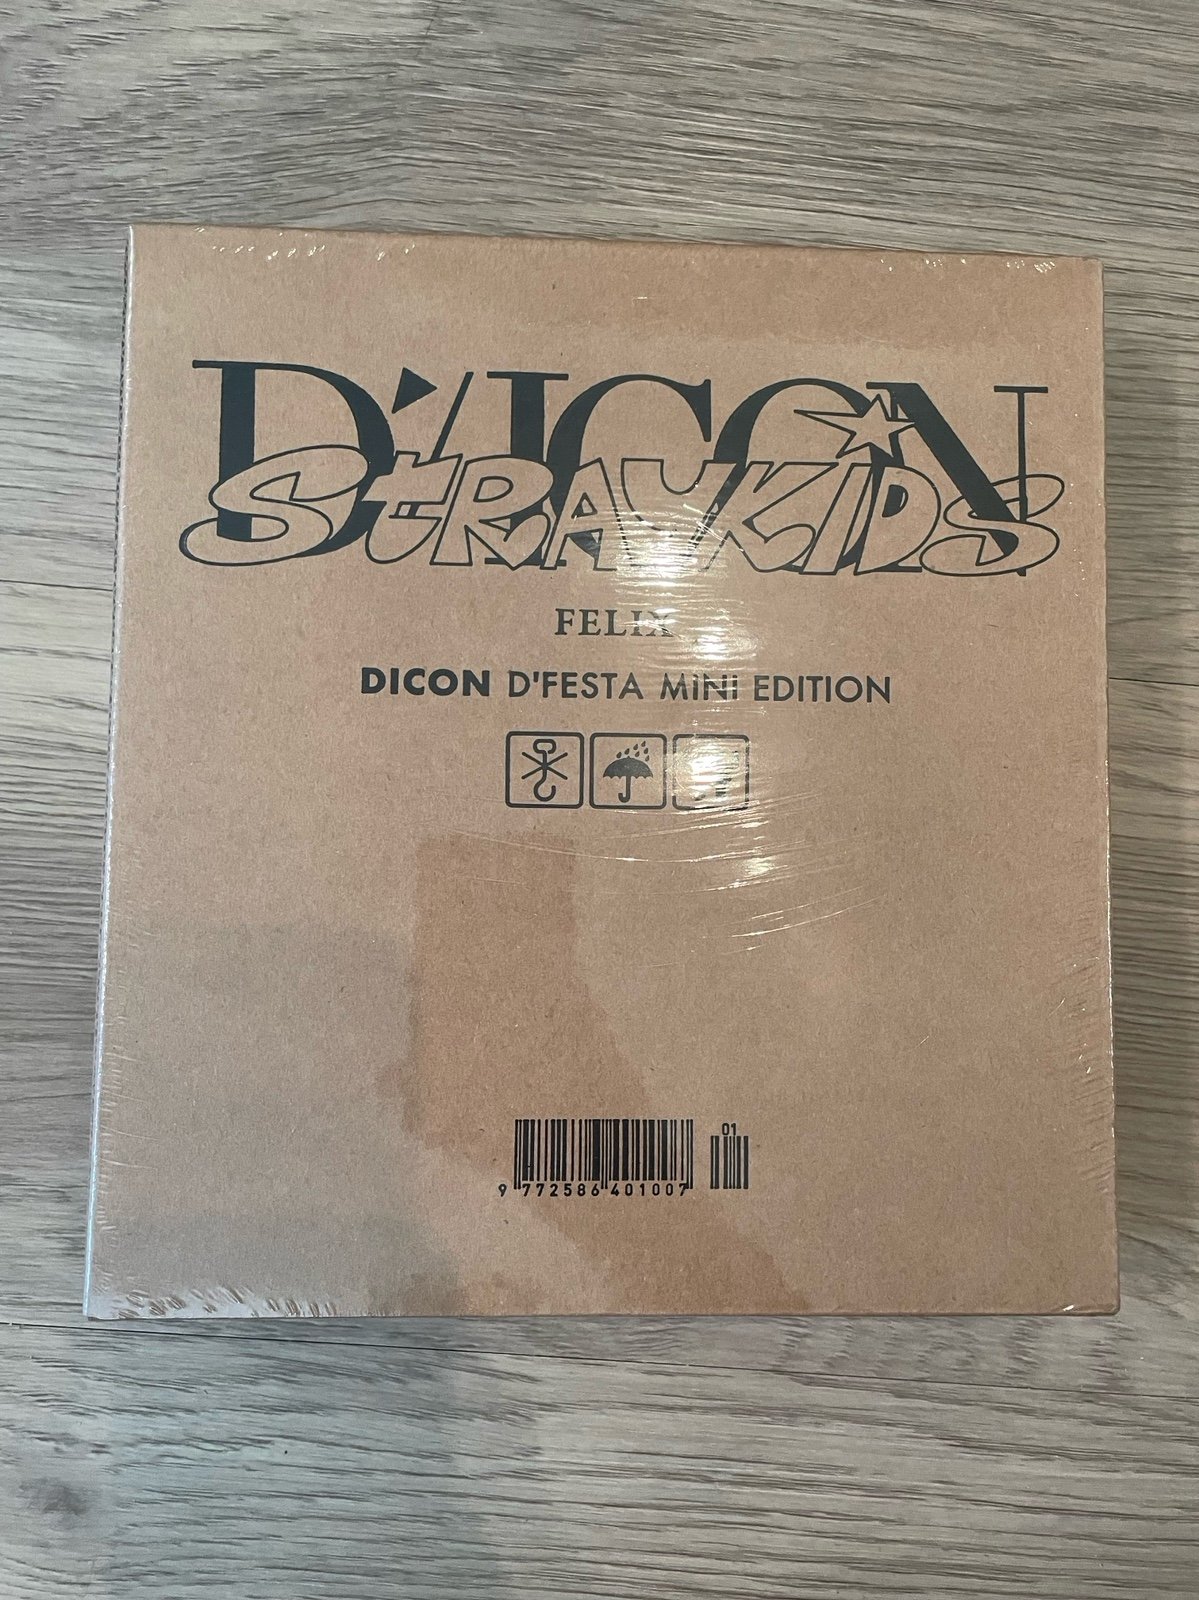 D'ICON
STRAYKIDS
FELIX
DICON D'FESTA MINI EDITION
01
9 772586 401007